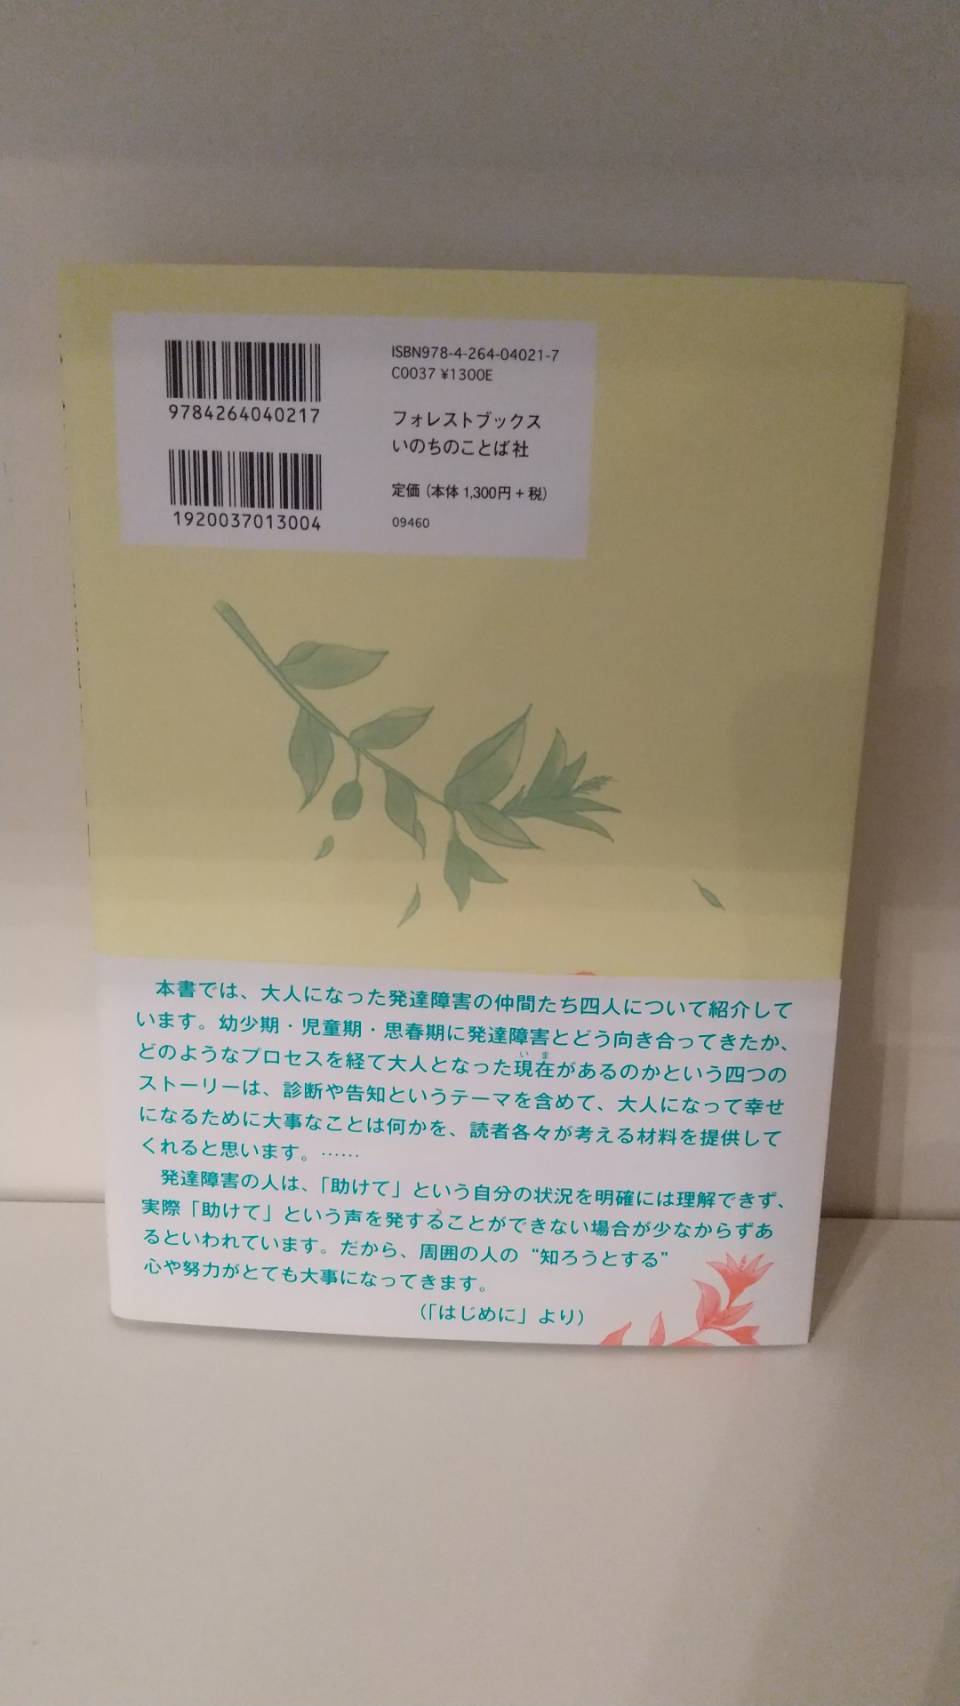 9784264040217
1920037013004
ISBN978-4-264-04021-7
C0037 ¥1300E
フォレストブックス
いのちのことば社
定価（本体 1,300円+税）
09460
本書では、大人になった発達障害の仲間たち四人について紹介して
います。幼少期・児童期・思春期に発達障害とどう向き合ってきたか、
いま
どのようなプロセスを経て大人となった現在があるのかという四つの
ストーリーは、診断や告知というテーマを含めて、大人になって幸せ
になるために大事なことは何かを、読者各々が考える材料を提供して
くれると思います。……
発達障害の人は、「助けて」という自分の状況を明確には理解できず、
実際「助けて」という声を発することができない場合が少なからずあ
るといわれています。だから、周囲の人の“知ろうとする”
心や努力がとても大事になってきます。
（「はじめに」より）